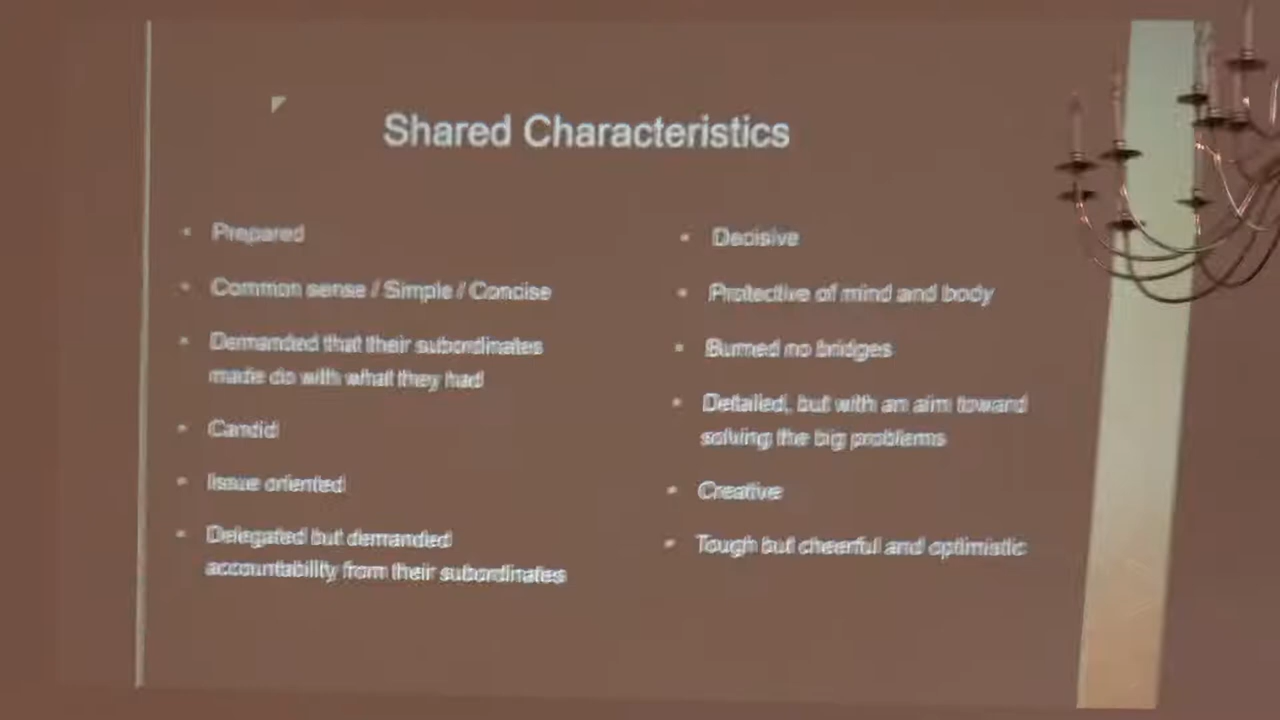 Shared Characteristics
• Prepared
• Common sense / Simple / Concise
• Demanded that their subordinates
made do with what they had
• Candid
• Issue oriented
• Delegated but demanded
accountability from their subordinates
• Decisive
• Protective of mind and body
• Burned no bridges
• Detailed, but with an aim toward
solving the big problems
• Creative
• Tough but cheerful and optimistic